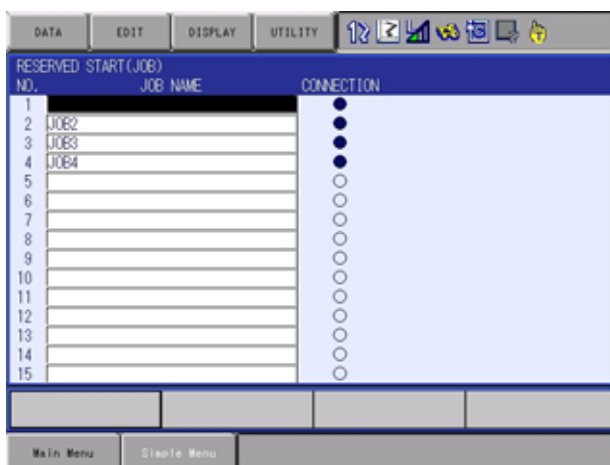 DATA EDIT DISPLAY UTILITY
RESERVED START(JOB)
NO. JOB NAME CONNECTION
1
2 JOB2
3 JOB3
4 JOB4
5
6
7
8
9
10
11
12
13
14
15
Main Menu Simple Menu